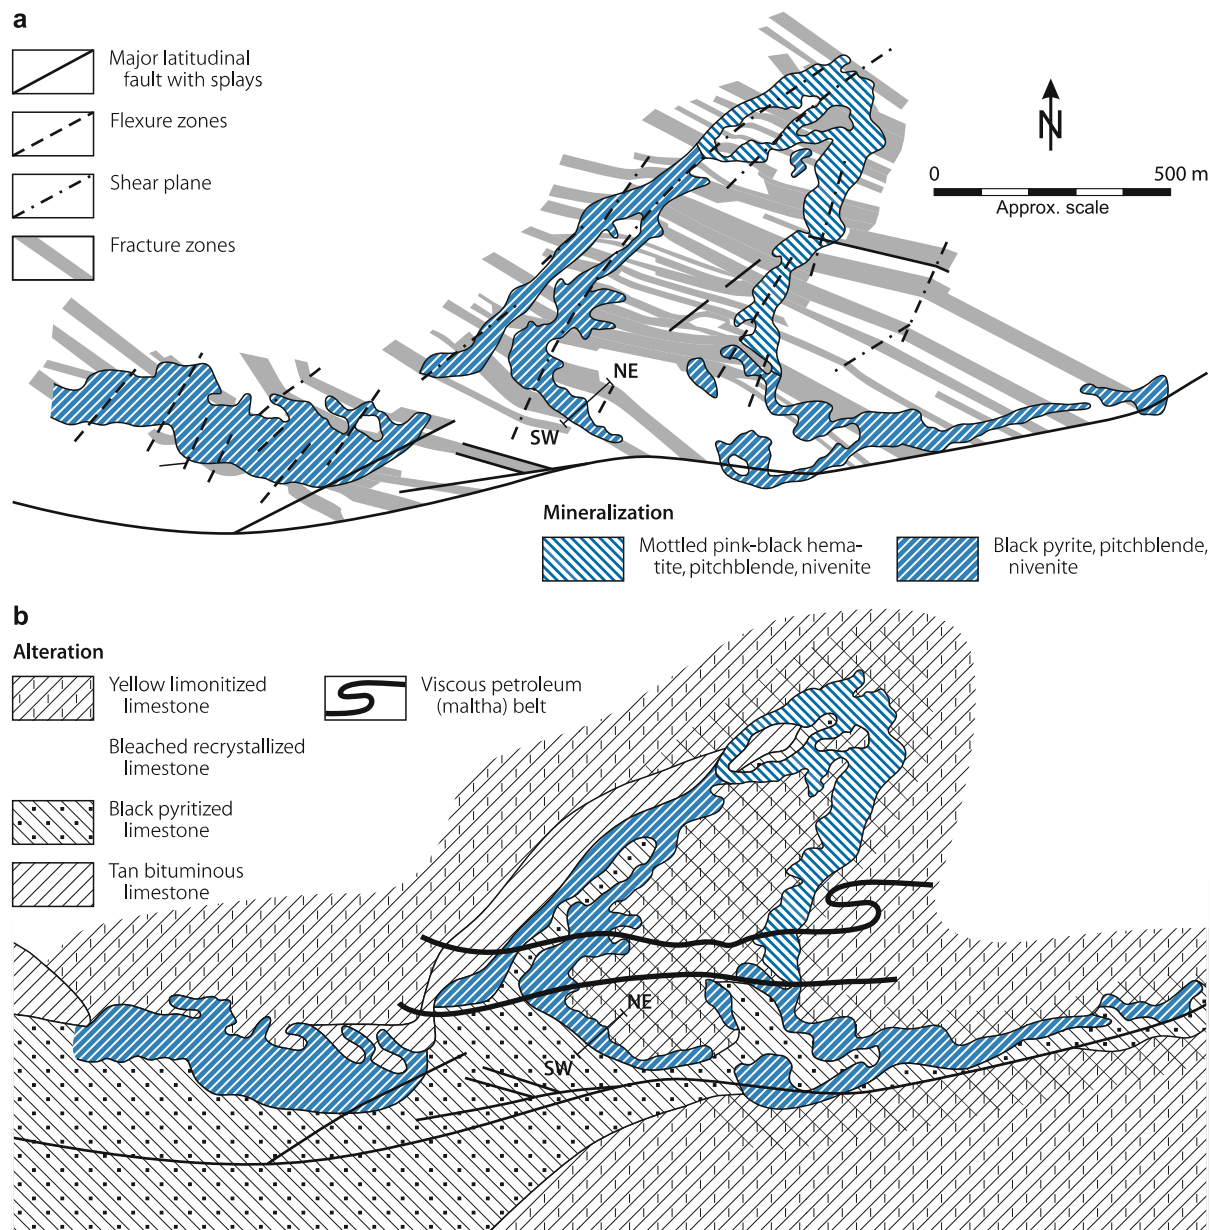 a
Major latitudinal
fault with splays
Flexure zones
Shear plane
Fracture zones
N
0 500 m
Approx. scale
NE
SW
Mineralization
Mottled pink-black hema-
tite, pitchblende, nivenite
Black pyrite, pitchblende,
nivenite
b
Alteration
Yellow limonitized
limestone
Bleached recrystallized
limestone
Black pyritized
limestone
Tan bituminous
limestone
Viscous petroleum
(maltha) belt
NE
SW